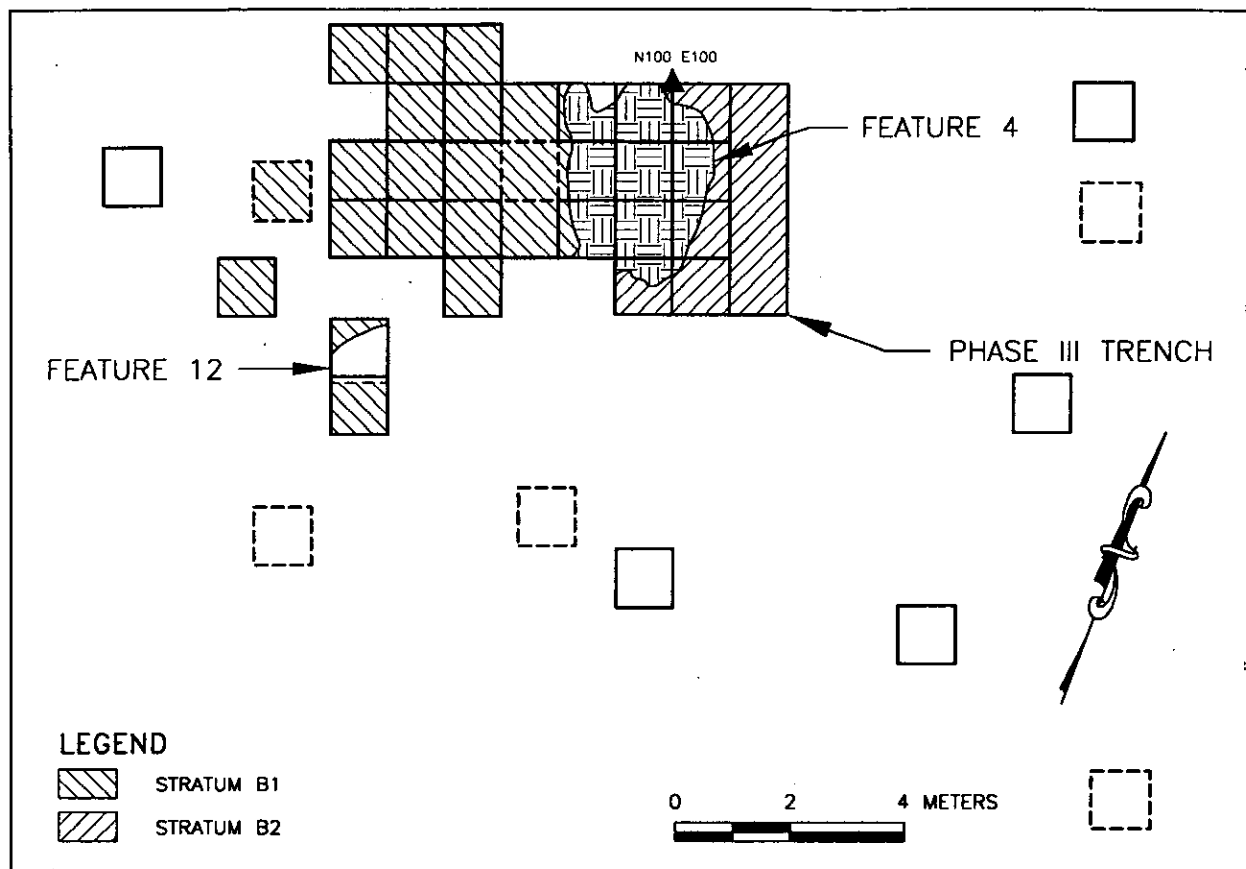 N100 E100
FEATURE 4
FEATURE 12
PHASE III TRENCH
LEGEND
STRATUM B1
STRATUM B2
0 2 4 METERS